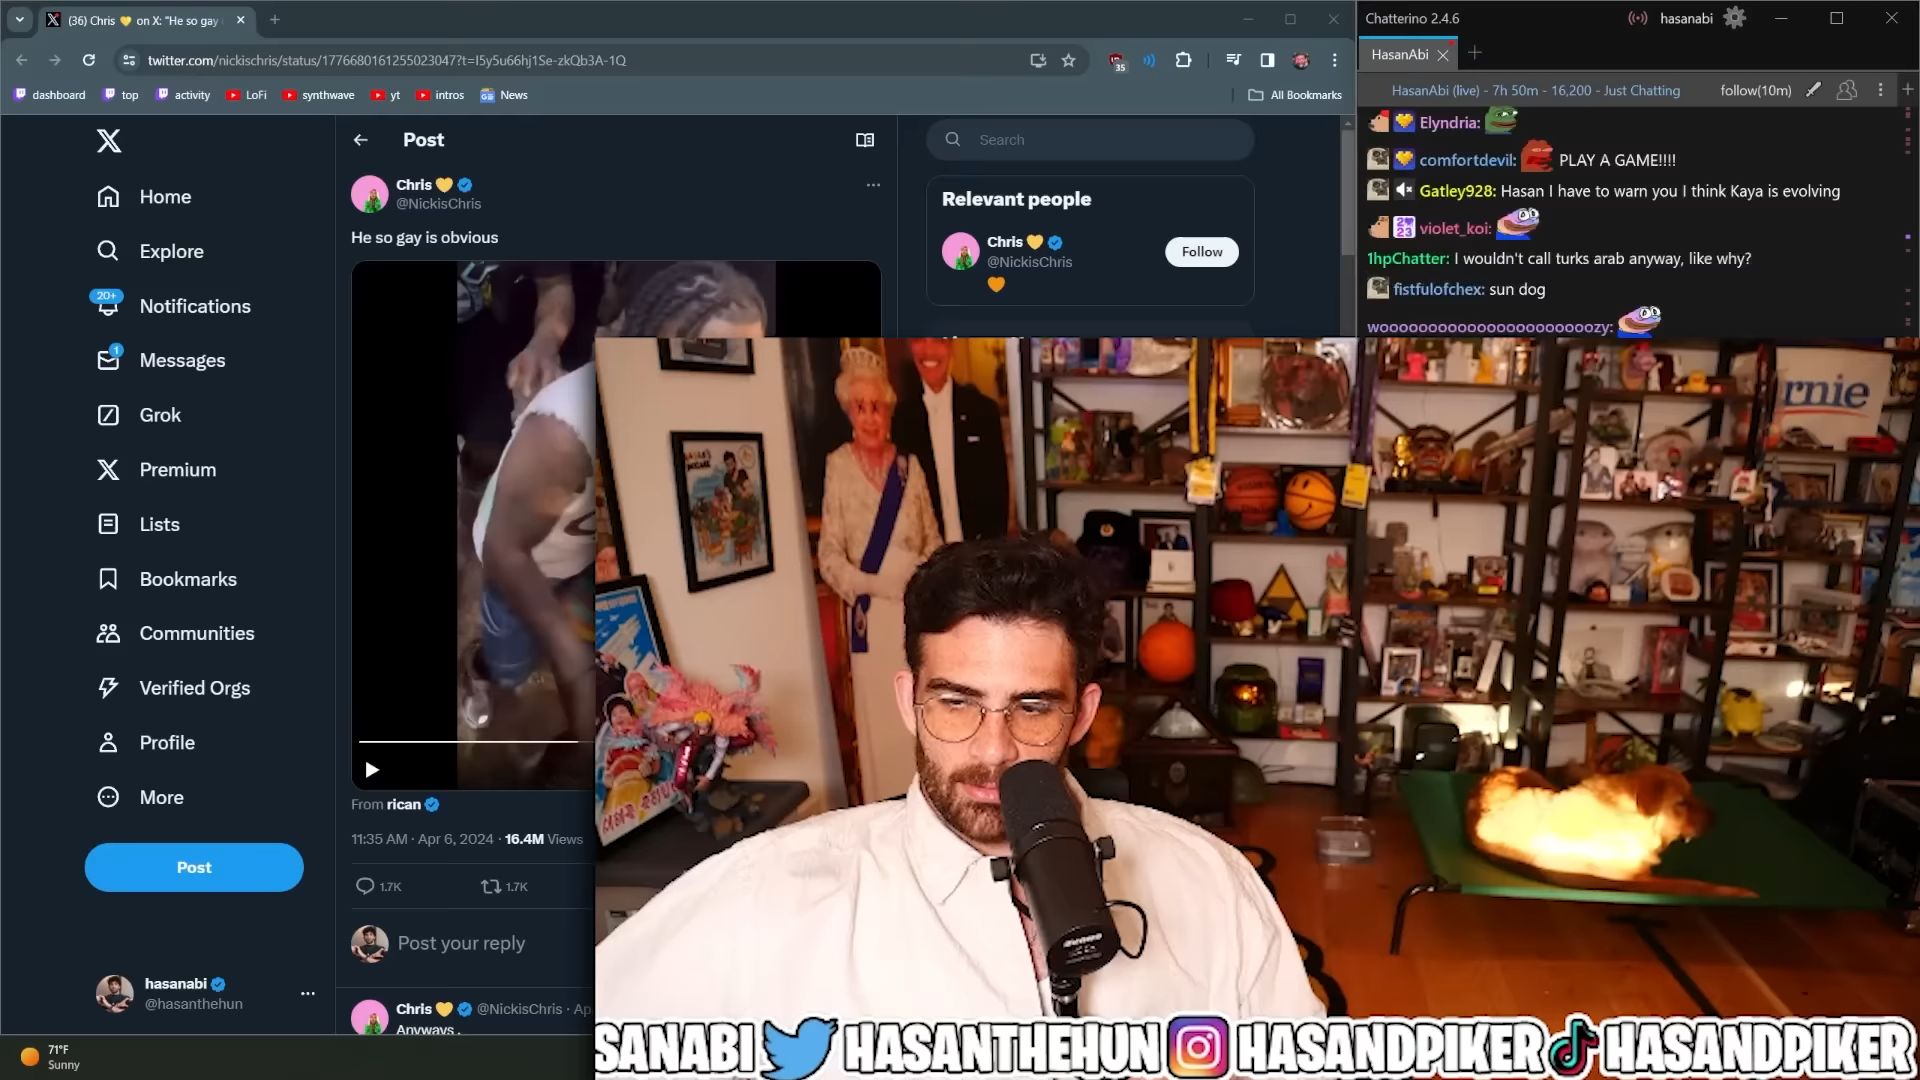 (36) Chris 💛 on X: "He so gay
twitter.com/nickischris/status/1776680161255023047?t=I5y5u66hj1Se-zkQb3A-1Q
35
dashboard
top
activity
LoFi
synthwave
yt
intros
News
All Bookmarks
Home
Explore
20+
Notifications
1
Messages
Grok
Premium
Lists
Bookmarks
Communities
Verified Orgs
Profile
More
Post
hasanabi
@hasanthehun
71°F
Sunny
Post
Chris 💛
@NickisChris
He so gay is obvious
From rican
11:35 AM · Apr 6, 2024 · 16.4M Views
1.7K
1.7K
Post your reply
Chris 💛 @NickisChris · Ap
Anyways .
Search
Relevant people
Chris 💛
@NickisChris
Follow
🧡
Chatterino 2.4.6
hasanabi
HasanAbi
HasanAbi (live) - 7h 50m - 16,200 - Just Chatting
follow(10m)
Elyndria:
comfortdevil: PLAY A GAME!!!!
Gatley928: Hasan I have to warn you I think Kaya is evolving
violet_koi:
1hpChatter: I wouldn't call turks arab anyway, like why?
fistfulofchex: sun dog
rnie
SANABI HASANTHEHUN HASANDPIKER HASANDPIKER